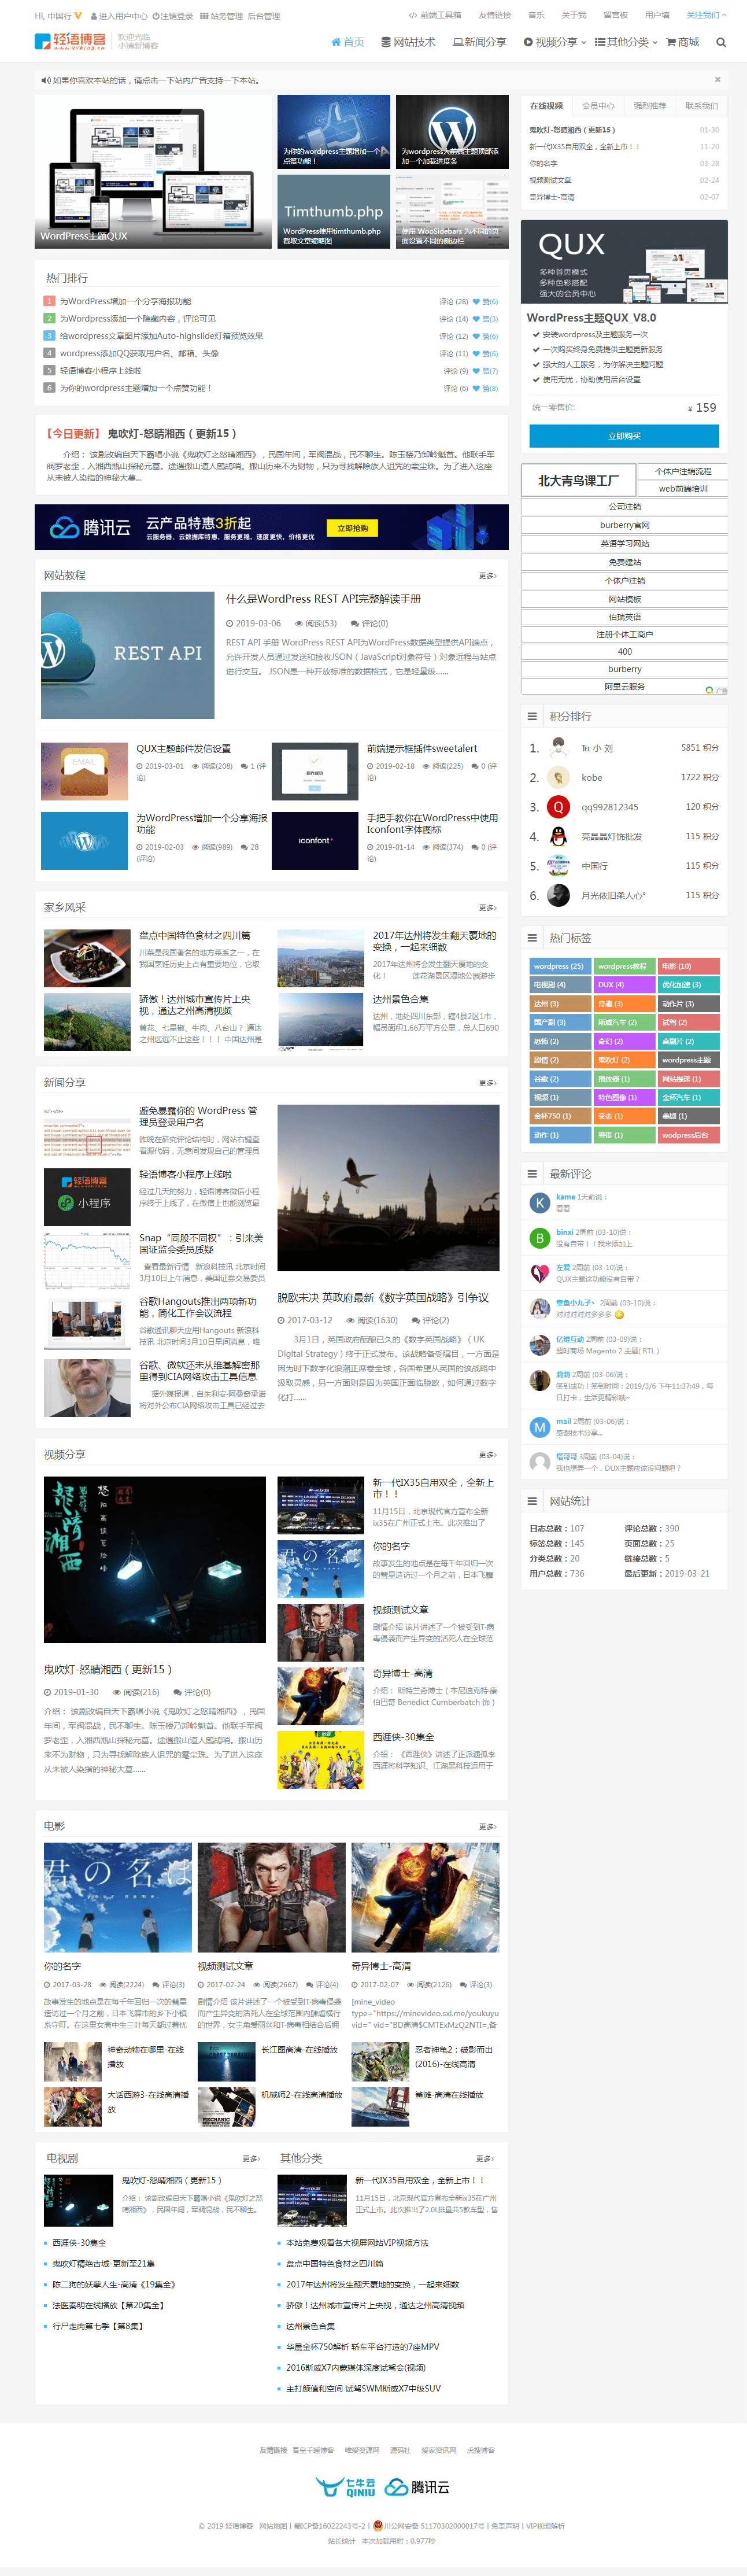 Hi, 中国行
进入用户中心 注销登录 站务管理 后台管理
前端工具箱 友情链接 音乐 关于我 留言板 用户墙 关注我们
轻语博客
欢迎光临
小清新博客
首页 网站技术 新闻分享 视频分享 其他分类 商城
如果你喜欢本站的话，请点击一下站内广告支持一下本站。
WordPress主题QUX
为你的wordpress主题增加一个点赞功能！
为wordpress大前端主题顶部添加一个加载进度条
Timthumb.php
WordPress使用timthumb.php截取文章缩略图
使用 WooSidebars 为不同的页面设置不同的侧边栏
热门排行
1 为WordPress增加一个分享海报功能 评论 (28) 赞(6)
2 为Wordpress添加一个隐藏内容，评论可见 评论 (14) 赞(3)
3 给wordpress文章图片添加Auto-highslide灯箱预览效果 评论 (12) 赞(6)
4 wordpress添加QQ获取用户名、邮箱、头像 评论 (11) 赞(6)
5 轻语博客小程序上线啦 评论 (9) 赞(7)
6 为你的wordpress主题增加一个点赞功能！ 评论 (6) 赞(8)
【今日更新】 鬼吹灯-怒晴湘西（更新15）
介绍： 该剧改编自天下霸唱小说《鬼吹灯之怒晴湘西》，民国年间，军阀混战，民不聊生。陈玉楼乃卸岭魁首。他联手军阀罗老歪，入湘西瓶山探秘元墓。途遇搬山道人鹧鸪哨。搬山历来不为财物，只为寻找解除族人诅咒的雮尘珠。为了进入这座从未被人染指的神秘大墓...
腾讯云
云产品特惠3折起
云服务器、云数据库特惠，服务更稳，速度更快，价格更优
立即抢购
网站教程 更多
REST API
什么是WordPress REST API完整解读手册
2019-03-06 阅读(53) 评论(0)
REST API 手册 WordPress REST API为WordPress数据类型提供API端点，允许开发人员通过发送和接收JSON（JavaScript对象符号）对象远程与站点进行交互。 JSON是一种开放标准的数据格式，它是轻量级......
EMAIL
QUX主题邮件发信设置
2019-03-01 阅读(208) 1 (评论)
前端提示框插件sweetalert
2019-02-18 阅读(225) 0 (评论)
为WordPress增加一个分享海报功能
2019-02-03 阅读(989) 28 (评论)
iconfont
手把手教你在WordPress中使用Iconfont字体图标
2019-01-14 阅读(374) 0 (评论)
家乡风采 更多
盘点中国特色食材之四川篇
川菜是我国著名的地方菜系之一，在我国烹饪历史上占有重要地位，它取
2017年达州将发生翻天覆地的变换，一起来细数
2017年达州将会发生翻天覆地的变化！ 莲花湖景区湿地公园游步
骄傲！达州城市宣传片上央视，通达之州高清视频
黄花、七星椒、牛肉、八台山？ 通达之州远远不止这些！！！ 中国达州是
达州景色合集
达州，地处四川东部，辖4县2区1市，幅员面积1.66万平方公里，总人口690
新闻分享 更多
避免暴露你的 WordPress 管理员登录用户名
昨晚在研究评论结构时，网站右键查看源代码，无意间发现自己的管理员
轻语博客
小程序
轻语博客小程序上线啦
经过几天的努力，轻语博客微信小程序终于上线了，在微信上也能浏览最
Snap“同股不同权”：引来美国证监会委员质疑
查看最新行情 新浪科技讯 北京时间3月10日上午消息，美国证券交易委员
谷歌Hangouts推出两项新功能，简化工作会议流程
谷歌通讯聊天应用Hangouts 新浪科技讯 北京时间3月10日早间消息，唯
谷歌、微软还未从维基解密那里得到CIA网络攻击工具信息
据外媒报道，自朱利安·阿桑奇承诺将对外公布CIA网络攻击工具已经过去
脱欧未决 英政府最新《数字英国战略》引争议
2017-03-12 阅读(1630) 评论(2)
3月1日，英国政府酝酿已久的《数字英国战略》（UK Digital Strategy）终于正式发布。该战略备受瞩目，一方面是因为时下数字化浪潮正席卷全球，各国希望从英国的该战略中汲取灵感，另一方面则是因为英国正面临脱欧，如何通过数字化打......
视频分享 更多
怒晴湘西
鬼吹灯-怒晴湘西（更新15）
2019-01-30 阅读(216) 评论(0)
介绍： 该剧改编自天下霸唱小说《鬼吹灯之怒晴湘西》，民国年间，军阀混战，民不聊生。陈玉楼乃卸岭魁首。他联手军阀罗老歪，入湘西瓶山探秘元墓。途遇搬山道人鹧鸪哨。搬山历来不为财物，只为寻找解除族人诅咒的雮尘珠。为了进入这座从未被人染指的神秘大墓......
新一代IX35自用双全，全新上市！！
11月15日，北京现代官方宣布全新ix35在广州正式上市。此次推出了
你的名字
故事发生的地点是在每千年回归一次的彗星造访过一个月之前，日本飞驒
视频测试文章
剧情介绍 该片讲述了一个被受到T-病毒侵袭而产生异变的活死人在全球范
奇异博士-高清
介绍： 斯特兰奇博士（本尼迪克特·康伯巴奇 Benedict Cumberbatch 饰）
西涯侠-30集全
介绍： 《西涯侠》讲述了正派遗孤李西涯将科学知识、江湖黑科技运用于
电影 更多
君の名は
你的名字
2017-03-28 阅读(2224) 评论(3)
故事发生的地点是在每千年回归一次的彗星造访过一个月之前，日本飞驒市的乡下小镇糸守町。在这里女高中生三叶每天都过着忧
视频测试文章
2017-02-24 阅读(2667) 评论(4)
剧情介绍 该片讲述了一个被受到T-病毒侵袭而产生异变的活死人在全球范围内肆虐横行的世界，女主角爱丽丝和T-病毒相结合后拥
奇异博士-高清
2017-02-07 阅读(2126) 评论(3)
[mine_video type="https://minevideo.sxl.me/youkuyu vid=" vid="BD高清$CMTExMzQ2NTI=,备
神奇动物在哪里-在线播放
长江图高清-在线播放
忍者神龟2：破影而出(2016)-在线高清
大话西游3-在线高清播放
机械师2-在线高清播放
鲨滩-高清在线播放
电视剧 更多
鬼吹灯-怒晴湘西（更新15）
介绍： 该剧改编自天下霸唱小说《鬼吹灯之怒晴湘西》，民国年间，军阀混战，民不聊生。
西涯侠-30集全
鬼吹灯精绝古城-更新至21集
陈二狗的妖孽人生-高清《19集全》
法医秦明在线播放【第20集全】
行尸走肉第七季【第8集】
其他分类 更多
新一代IX35自用双全，全新上市！！
11月15日，北京现代官方宣布全新ix35在广州正式上市。此次推出了2.0L排量共5款车型，售
本站免费观看各大视屏网站VIP视频方法
盘点中国特色食材之四川篇
2017年达州将发生翻天覆地的变换，一起来细数
骄傲！达州城市宣传片上央视，通达之州高清视频
达州景色合集
华晨金杯750解析 轿车平台打造的7座MPV
2016斯威X7内蒙媒体深度试驾会(视频)
主打颜值和空间 试驾SWM斯威X7中级SUV
在线视频 会员中心 强烈推荐 联系我们
鬼吹灯-怒晴湘西（更新15） 01-30
新一代IX35自用双全，全新上市！！ 11-20
你的名字 03-28
视频测试文章 02-24
奇异博士-高清 02-07
QUX
多种首页模式
多种色彩搭配
强大的会员中心
WordPress主题QUX_V8.0
安装wordpress及主题服务一次
一次购买终身免费提供主题更新服务
强大的人工服务，为你解决主题问题
使用无忧，协助使用后台设置
统一零售价: ¥ 159
立即购买
北大青鸟课工厂
个体户注销流程
web前端培训
公司注销
burberry官网
英语学习网站
免费建站
个体户注销
网站模板
伯瑞英语
注册个体工商户
400
burberry
阿里云服务
广告
积分排行
1. ℡ 小 刘 5851 积分
2. kobe 1722 积分
3. qq992812345 120 积分
4. 亮晶晶灯饰批发 115 积分
5. 中国行 115 积分
6. 月光依旧柔人心° 115 积分
热门标签
wordpress (25) wordpress教程 电影 (10)
电视剧 (4) DUX (4) 优化加速 (3)
达州 (3) 奇趣 (3) 动作片 (3)
国产剧 (3) 斯威汽车 (2) 试驾 (2)
恐怖 (2) 奇幻 (2) 喜剧片 (2)
剧情 (2) 鬼吹灯 (2) wordpress主题
谷歌 (2) 播放器 (1) 网站提速 (1)
视频 (1) 特色图像 (1) 金杯汽车 (1)
金杯750 (1) 变态 (1) 美剧 (1)
动作 (1) 管理 (1) wodpress后台
最新评论
kame 1天前说：
看看
binxi 2周前 (03-10)说：
没有自带！！我来添加上
左爱 2周前 (03-10)说：
QUX主题这功能没有自带？
章鱼小丸子~ 2周前 (03-10)说：
对对对对对多多多多
亿维互动 2周前 (03-09)说：
超时商场 Magento 2 主题( RTL )
莉莉 2周前 (03-06)说：
签到成功！签到时间：2019/3/6 下午11:37:49，每日打卡，生活更精彩哦~
mail 2周前 (03-06)说：
感谢技术分享...
熠哥哥 3周前 (03-04)说：
我也想弄一个，DUX主题应该没问题吧？
网站统计
日志总数：107 评论总数：390
标签总数：145 页面总数：25
分类总数：20 链接总数：5
用户总数：736 最后更新：2019-03-21
友情链接 吾量千睡博客 唯爱资源网 源码社 爱家资讯网 虎搜博客
七牛云
QINIU
腾讯云
© 2019 轻语博客 网站地图 | 蜀ICP备16022243号-2 | 川公网安备 51170302000017号 | 免责声明 | VIP视频解析
站长统计 本次加载用时：0.977秒